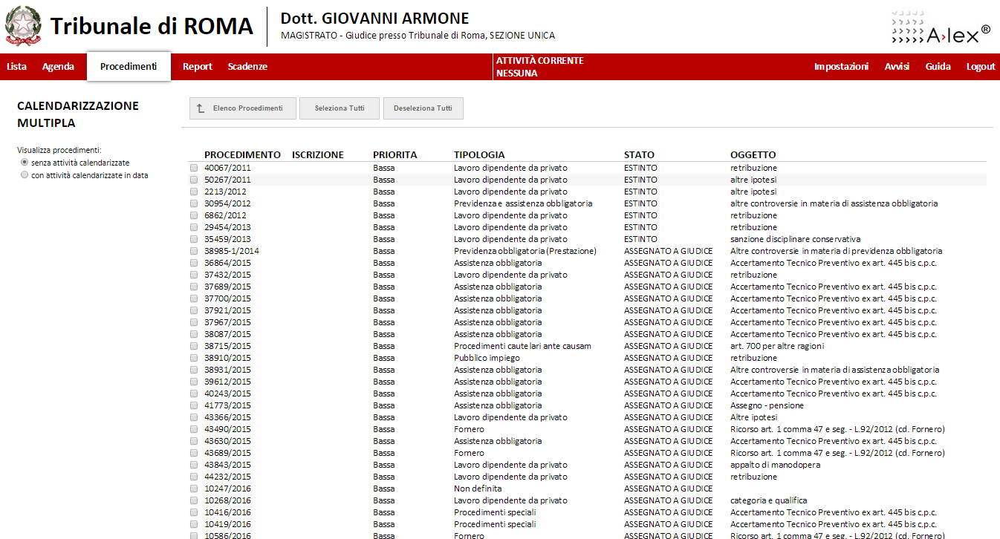 Tribunale di ROMA
Dott. GIOVANNI ARMONE
MAGISTRATO - Giudice presso Tribunale di Roma, SEZIONE UNICA
A›lex®
Lista Agenda Procedimenti Report Scadenze ATTIVITÀ CORRENTE NESSUNA Impostazioni Avvisi Guida Logout
CALENDARIZZAZIONE
MULTIPLA
Visualizza procedimenti:
senza attività calendarizzate
con attività calendarizzate in data
Elenco Procedimenti Seleziona Tutti Deseleziona Tutti
PROCEDIMENTO ISCRIZIONE PRIORITA TIPOLOGIA STATO OGGETTO
40067/2011 Bassa Lavoro dipendente da privato ESTINTO retribuzione
50267/2011 Bassa Lavoro dipendente da privato ESTINTO altre ipotesi
2213/2012 Bassa Lavoro dipendente da privato ESTINTO altre ipotesi
30954/2012 Bassa Previdenza e assistenza obbligatoria ESTINTO altre controversie in materia di assistenza obbligatoria
6862/2012 Bassa Lavoro dipendente da privato ESTINTO retribuzione
29454/2013 Bassa Lavoro dipendente da privato ESTINTO retribuzione
35459/2013 Bassa Lavoro dipendente da privato ESTINTO sanzione disciplinare conservativa
38985-1/2014 Bassa Previdenza obbligatoria (Prestazione) ASSEGNATO A GIUDICE Altre controversie in materia di previdenza obbligatoria
36864/2015 Bassa Assistenza obbligatoria ASSEGNATO A GIUDICE Accertamento Tecnico Preventivo ex art. 445 bis c.p.c.
37432/2015 Bassa Lavoro dipendente da privato ASSEGNATO A GIUDICE retribuzione
37689/2015 Bassa Assistenza obbligatoria ASSEGNATO A GIUDICE Accertamento Tecnico Preventivo ex art. 445 bis c.p.c.
37700/2015 Bassa Assistenza obbligatoria ASSEGNATO A GIUDICE Accertamento Tecnico Preventivo ex art. 445 bis c.p.c.
37921/2015 Bassa Assistenza obbligatoria ASSEGNATO A GIUDICE Accertamento Tecnico Preventivo ex art. 445 bis c.p.c.
37967/2015 Bassa Assistenza obbligatoria ASSEGNATO A GIUDICE Accertamento Tecnico Preventivo ex art. 445 bis c.p.c.
38087/2015 Bassa Assistenza obbligatoria ASSEGNATO A GIUDICE Accertamento Tecnico Preventivo ex art. 445 bis c.p.c.
38715/2015 Bassa Procedimenti cautelari ante causam ASSEGNATO A GIUDICE art. 700 per altre ragioni
38910/2015 Bassa Pubblico impiego ASSEGNATO A GIUDICE retribuzione
38931/2015 Bassa Assistenza obbligatoria ASSEGNATO A GIUDICE Altre controversie in materia di assistenza obbligatoria
39612/2015 Bassa Assistenza obbligatoria ASSEGNATO A GIUDICE Accertamento Tecnico Preventivo ex art. 445 bis c.p.c.
40243/2015 Bassa Assistenza obbligatoria ASSEGNATO A GIUDICE Accertamento Tecnico Preventivo ex art. 445 bis c.p.c.
41773/2015 Bassa Assistenza obbligatoria ASSEGNATO A GIUDICE Assegno - pensione
43366/2015 Bassa Lavoro dipendente da privato ASSEGNATO A GIUDICE Altre ipotesi
43490/2015 Bassa Fornero ASSEGNATO A GIUDICE Ricorso art. 1 comma 47 e seg. - L.92/2012 (cd. Fornero)
43630/2015 Bassa Assistenza obbligatoria ASSEGNATO A GIUDICE Accertamento Tecnico Preventivo ex art. 445 bis c.p.c.
43689/2015 Bassa Fornero ASSEGNATO A GIUDICE Ricorso art. 1 comma 47 e seg. - L.92/2012 (cd. Fornero)
43843/2015 Bassa Lavoro dipendente da privato ASSEGNATO A GIUDICE appalto di manodopera
44232/2015 Bassa Lavoro dipendente da privato ASSEGNATO A GIUDICE retribuzione
10247/2016 Bassa Non definita ASSEGNATO A GIUDICE
10268/2016 Bassa Lavoro dipendente da privato ASSEGNATO A GIUDICE categoria e qualifica
10416/2016 Bassa Procedimenti speciali ASSEGNATO A GIUDICE Accertamento Tecnico Preventivo ex art. 445 bis c.p.c.
10419/2016 Bassa Procedimenti speciali ASSEGNATO A GIUDICE Accertamento Tecnico Preventivo ex art. 445 bis c.p.c.
10586/2016 Bassa Fornero ASSEGNATO A GIUDICE Ricorso art. 1 comma 47 e seg. - L.92/2012 (cd. Fornero)